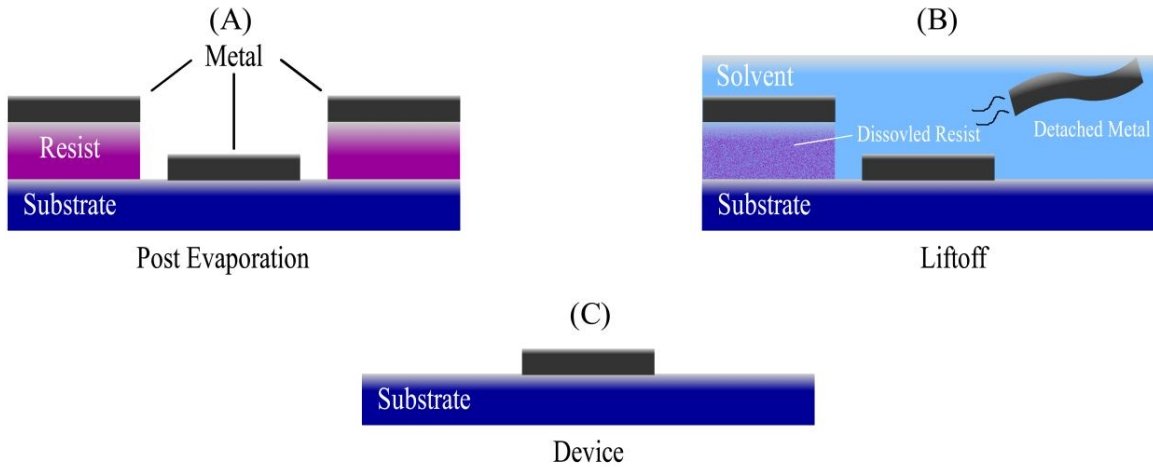 (A)
Metal
Resist
Substrate
Post Evaporation
(B)
Solvent
Dissovled Resist
Detached Metal
Substrate
Liftoff
(C)
Substrate
Device